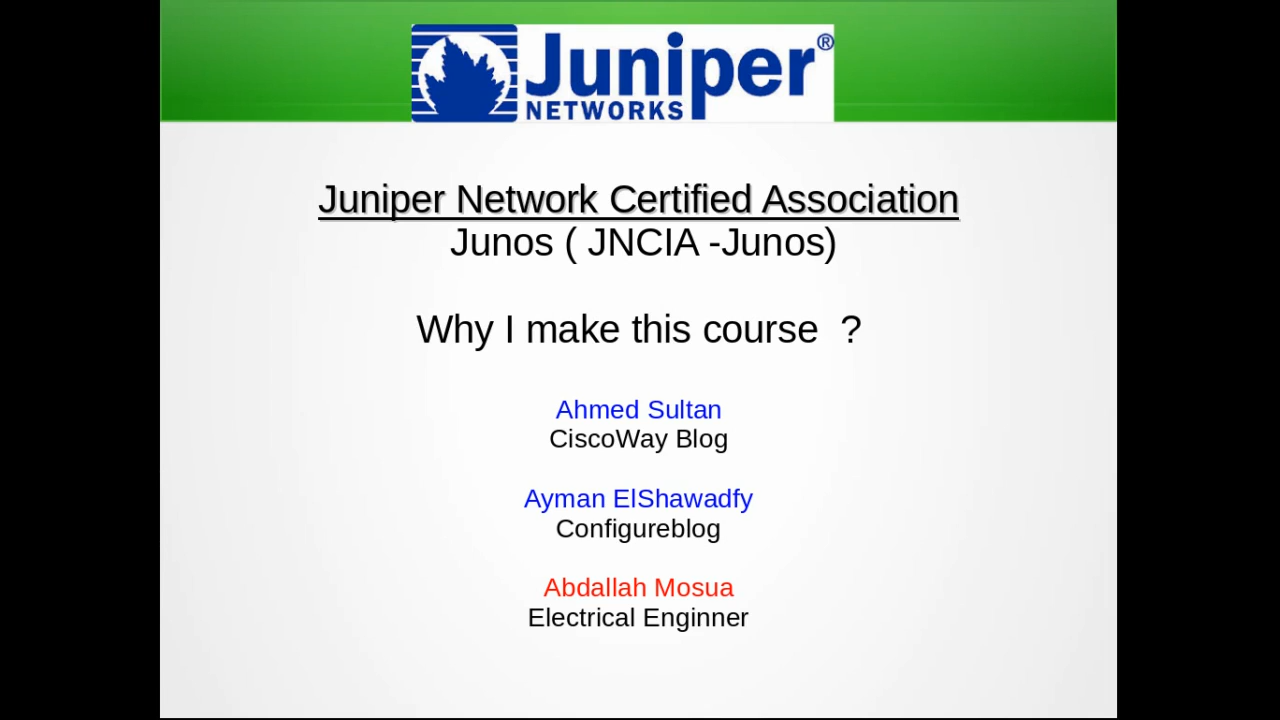 Juniper®
NETWORKS
Juniper Network Certified Association
Junos ( JNCIA -Junos)
Why I make this course  ?
Ahmed Sultan
CiscoWay Blog
Ayman ElShawadfy
Configureblog
Abdallah Mosua
Electrical Enginner